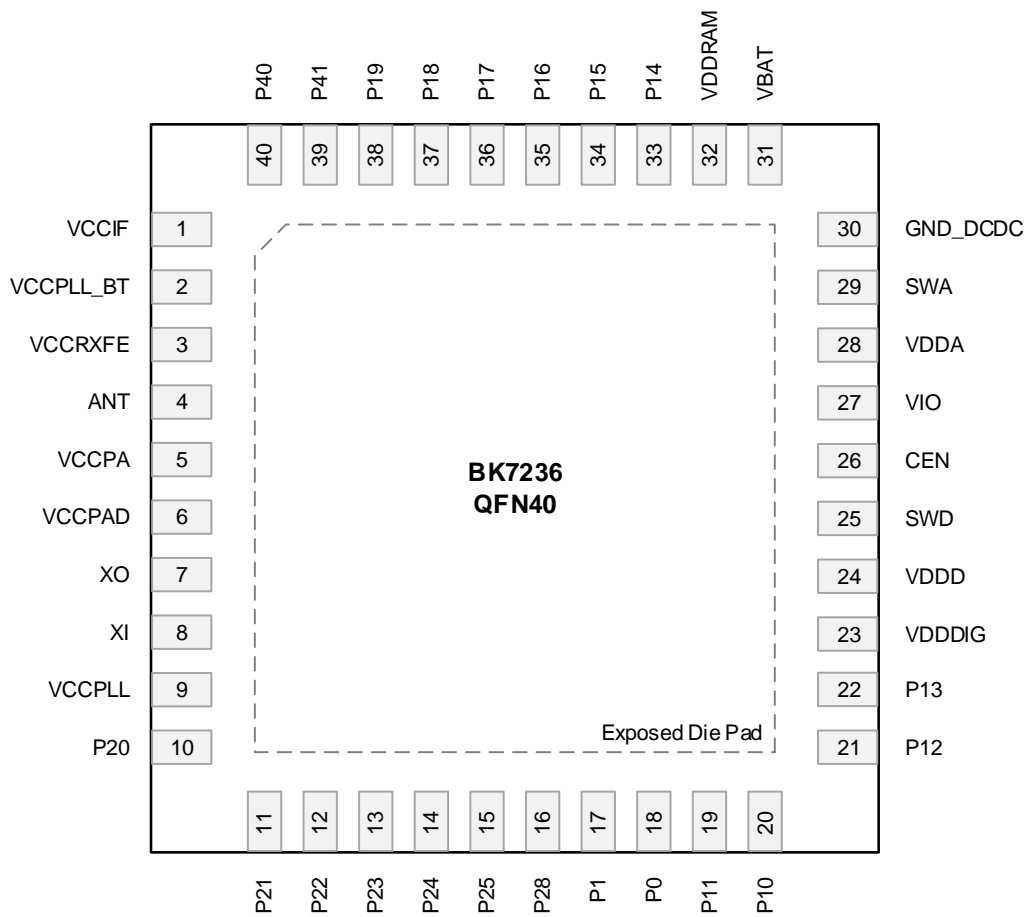 P40 P41 P19 P18 P17 P16 P15 P14 VDDRAM VBAT
40 39 38 37 36 35 34 33 32 31
VCCIF 1 30 GND_DCDC
VCCPLL_BT 2 29 SWA
VCCRXFE 3 28 VDDA
ANT 4 27 VIO
VCCPA 5 26 CEN
BK7236
QFN40
VCCPAD 6 25 SWD
XO 7 24 VDDD
XI 8 23 VDDDIG
VCCPLL 9 22 P13
Exposed Die Pad
P20 10 21 P12
11 12 13 14 15 16 17 18 19 20
P21 P22 P23 P24 P25 P28 P1 P0 P11 P10